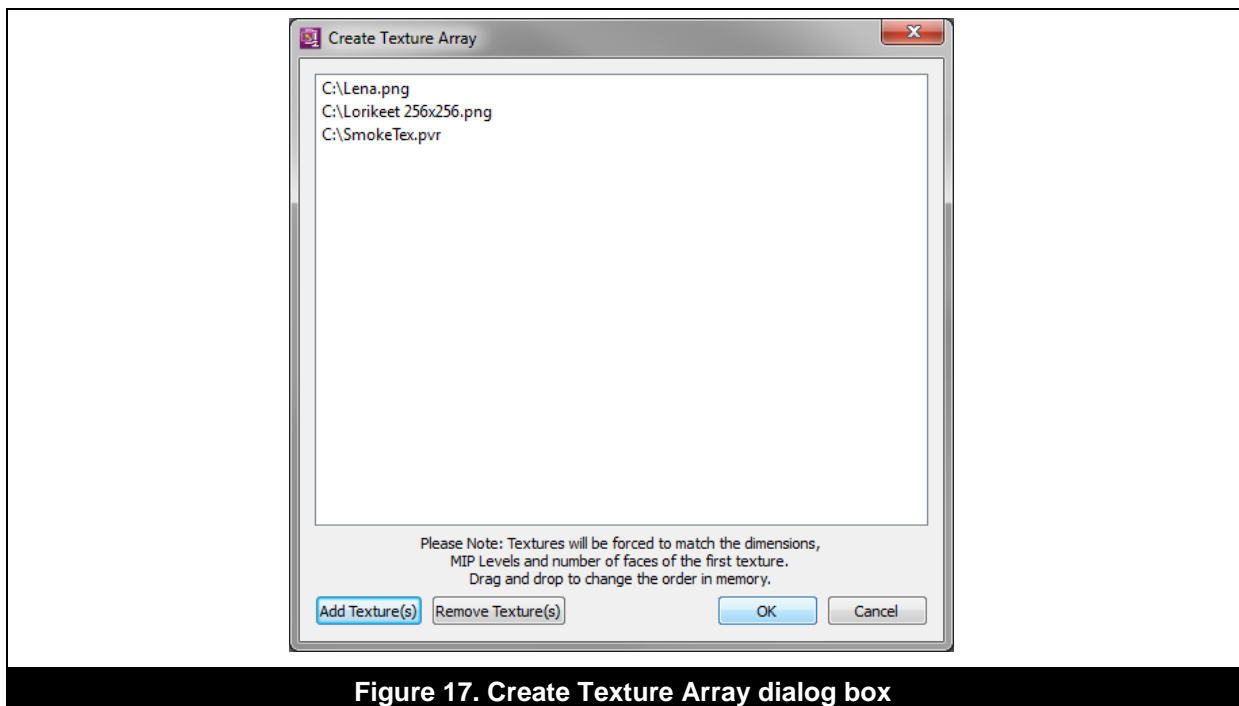 Create Texture Array
C:\Lena.png
C:\Lorikeet 256x256.png
C:\SmokeTex.pvr
Please Note: Textures will be forced to match the dimensions,
MIP Levels and number of faces of the first texture.
Drag and drop to change the order in memory.
Add Texture(s) Remove Texture(s) OK Cancel
Figure 17. Create Texture Array dialog box